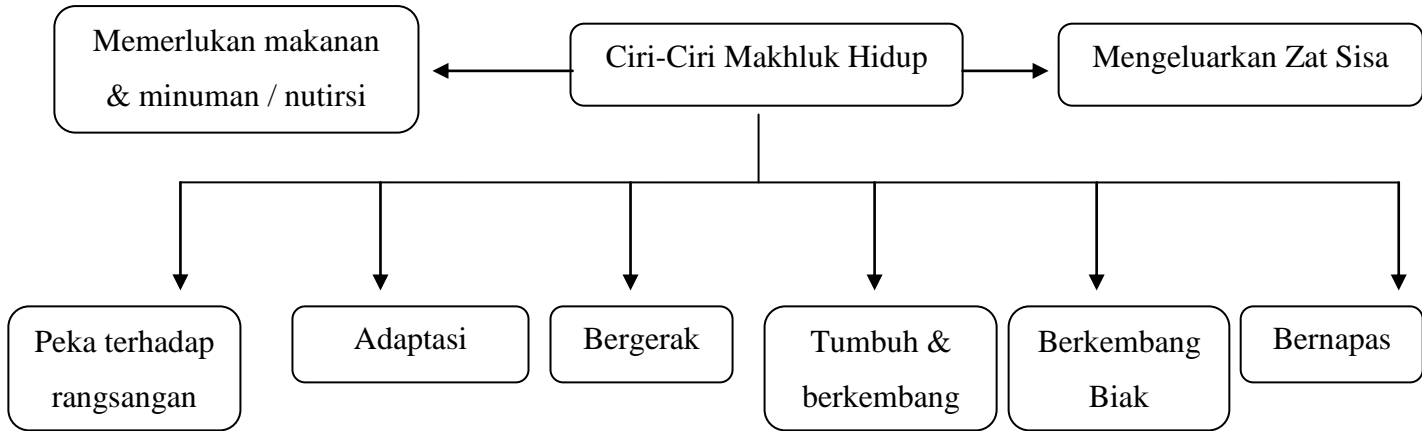 Memerlukan makanan
& minuman / nutirsi
Ciri-Ciri Makhluk Hidup
Mengeluarkan Zat Sisa
Peka terhadap
rangsangan
Adaptasi
Bergerak
Tumbuh &
berkembang
Berkembang
Biak
Bernapas